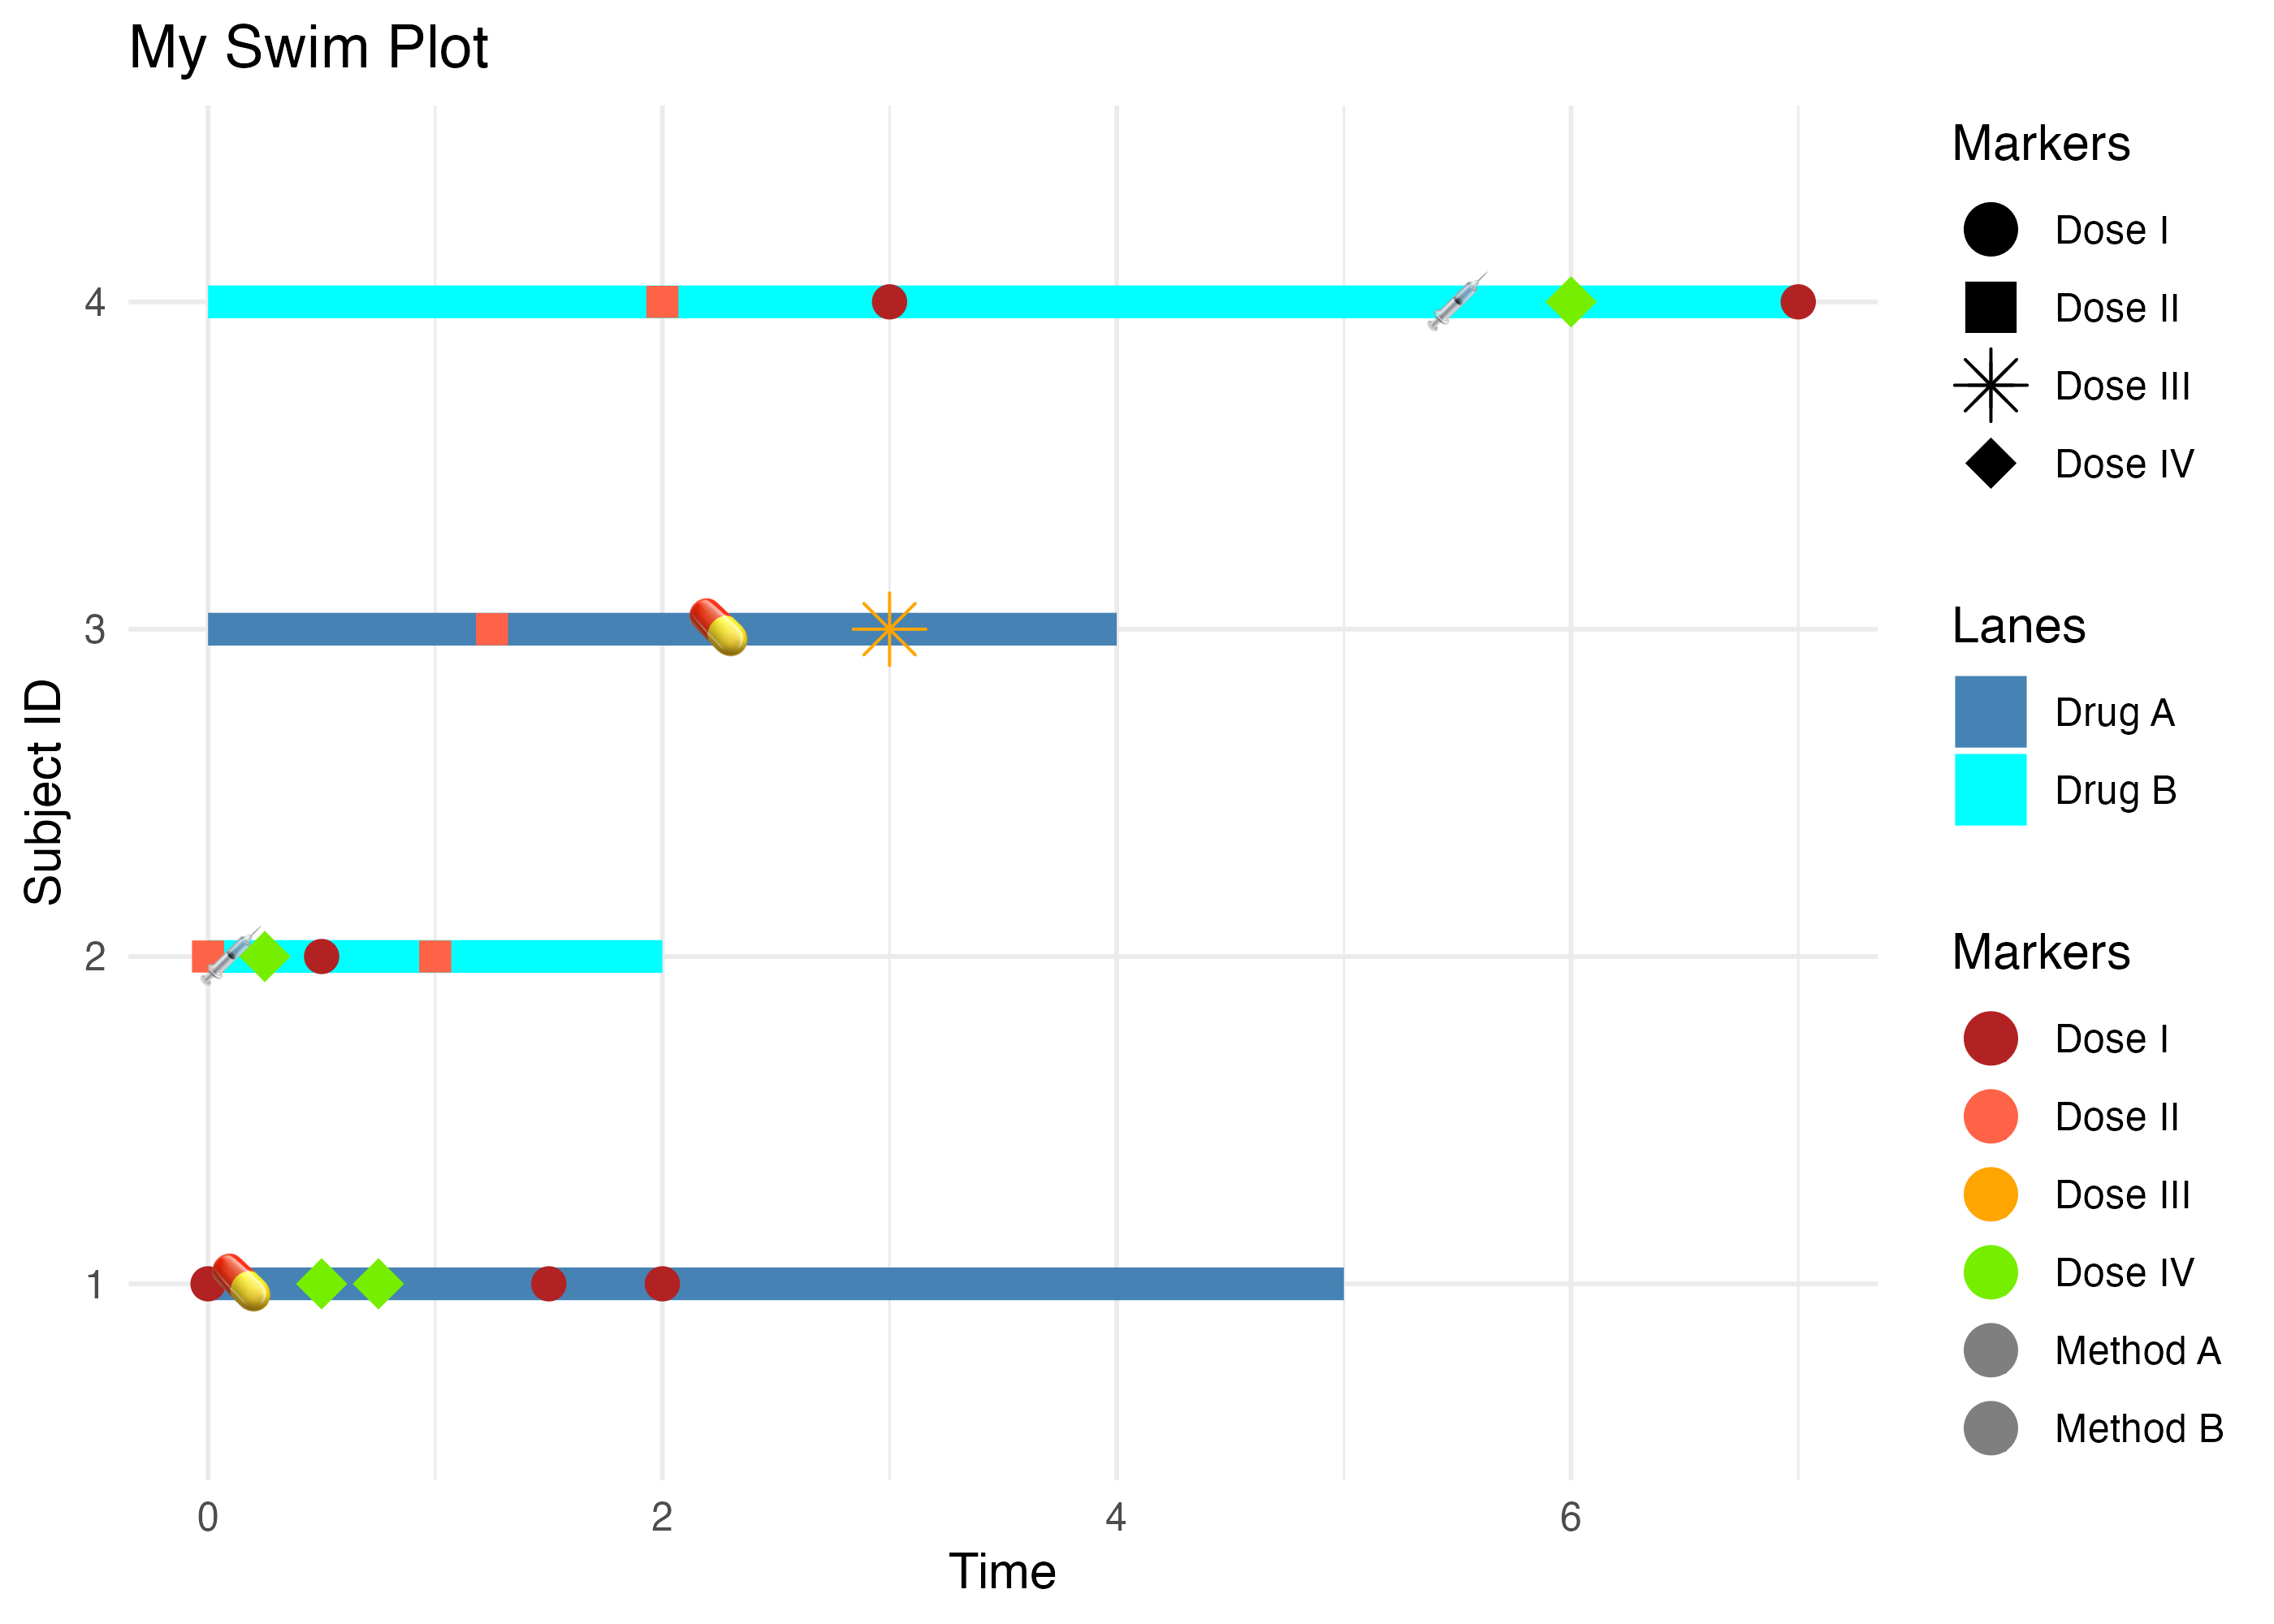 My Swim Plot
Subject ID
4
3
2
1
0
2
4
6
Time
Markers
Dose I
Dose II
Dose III
Dose IV
Lanes
Drug A
Drug B
Markers
Dose I
Dose II
Dose III
Dose IV
Method A
Method B